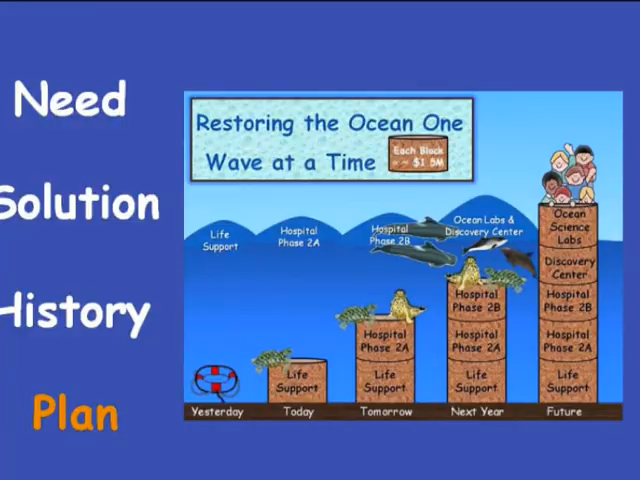 Need
Solution
History
Plan
Restoring the Ocean One
Wave at a Time
Each Block
= ~ $1.5M
Life
Support
Hospital
Phase 2A
Hospital
Phase 2B
Ocean Labs &
Discovery Center
Life
Support
Hospital
Phase 2A
Life
Support
Hospital
Phase 2B
Hospital
Phase 2A
Life
Support
Ocean
Science
Labs
Discovery
Center
Hospital
Phase 2B
Hospital
Phase 2A
Life
Support
Yesterday
Today
Tomorrow
Next Year
Future